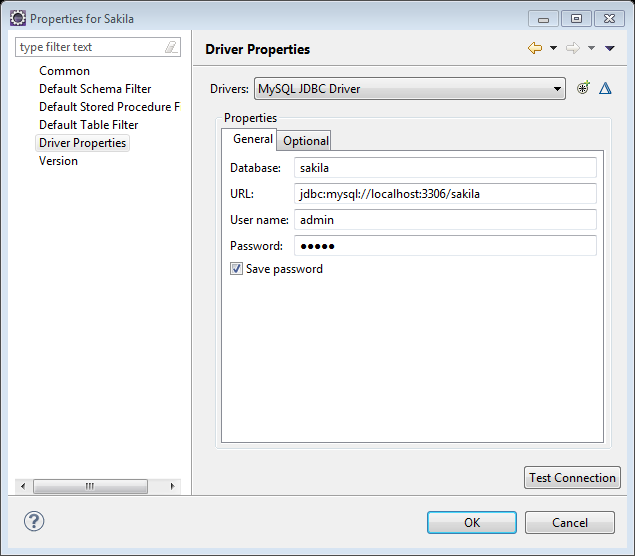 Properties for Sakila
type filter text
Common
Default Schema Filter
Default Stored Procedure F
Default Table Filter
Driver Properties
Version
Driver Properties
Drivers: MySQL JDBC Driver
Properties
General Optional
Database: sakila
URL: jdbc:mysql://localhost:3306/sakila
User name: admin
Password: ●●●●●
Save password
Test Connection
OK Cancel